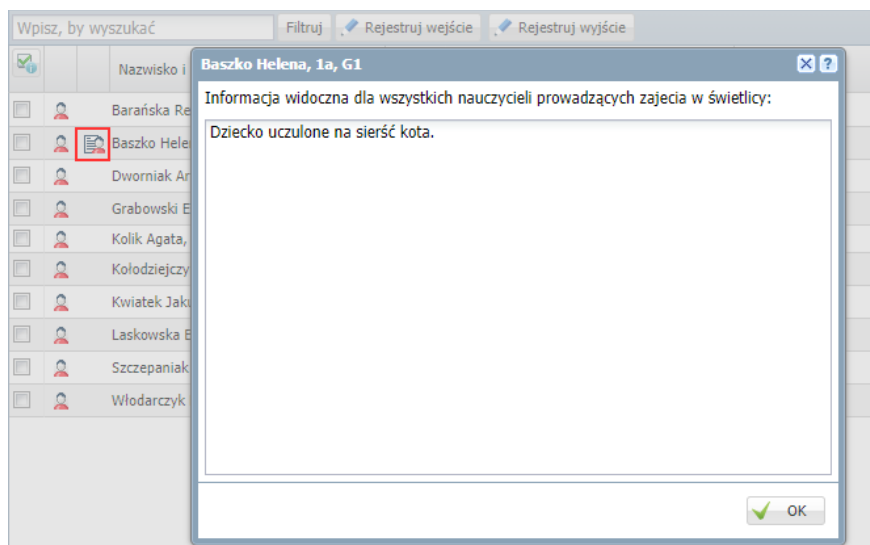 Wpisz, by wyszukać Filtruj Rejestruj wejście Rejestruj wyjście
Nazwisko i
Baszko Helena, 1a, G1
Informacja widoczna dla wszystkich nauczycieli prowadzących zajecia w świetlicy:
Dziecko uczulone na sierść kota.
Barańska Re
Baszko Hele
Dworniak Ar
Grabowski E
Kolik Agata,
Kołodziejczy
Kwiatek Jaku
Laskowska E
Szczepaniak
Włodarczyk
OK